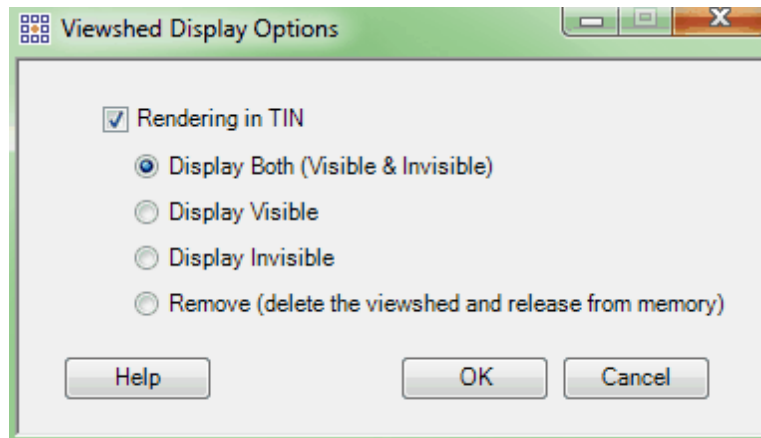 Viewshed Display Options
Rendering in TIN
Display Both (Visible & Invisible)
Display Visible
Display Invisible
Remove (delete the viewshed and release from memory)
Help OK Cancel